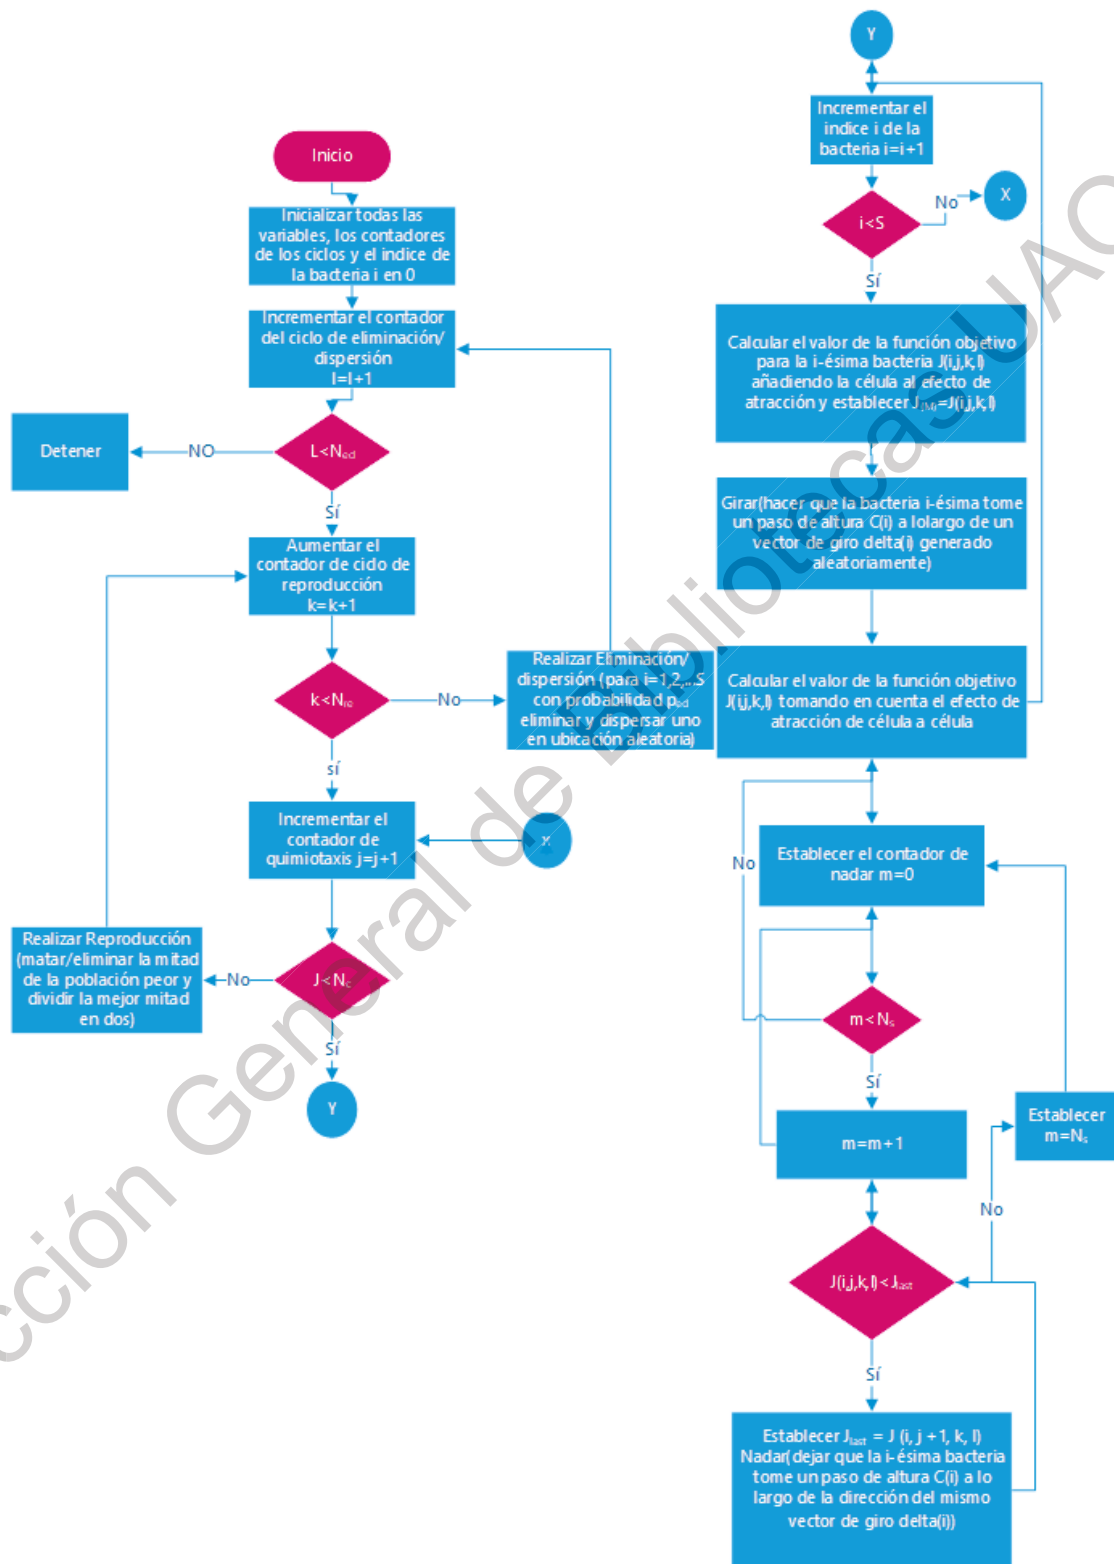 Inicio
Inicializar todas las
variables, los contadores
de los ciclos y el indice de
la bacteria i en 0
Incrementar el contador
del ciclo de eliminación/
dispersión
l=l+1
L<Ned
NO
Detener
Sí
Aumentar el
contador de ciclo de
reproducción
k=k+1
k<Nre
No
Realizar Eliminación/
dispersión (para i=1,2,...S
con probabilidad ped
eliminar y dispersar uno
en ubicación aleatoria)
sí
Incrementar el
contador de
quimiotaxis j=j+1
x
J<Nc
No
Realizar Reproducción
(matar/eliminar la mitad
de la población peor y
dividir la mejor mitad
en dos)
Sí
Y
Y
Incrementar el
indice i de la
bacteria i=i+1
i<S
No
X
Sí
Calcular el valor de la función objetivo
para la i-ésima bacteria J(i,j,k,l)
añadiendo la célula al efecto de
atracción y establecer =J(i,j,k,l)
Girar(hacer que la bacteria i-ésima tome
un paso de altura C(i) a lolargo de un
vector de giro delta(i) generado
aleatoriamente)
Calcular el valor de la función objetivo
J(i,j,k,l) tomando en cuenta el efecto de
atracción de célula a célula
No
Establecer el contador de
nadar m=0
m<Ns
Sí
m=m+1
Establecer
m=Ns
No
J(i,j,k,l)<Jlast
Sí
Establecer Jlast = J (i, j +1, k, l)
Nadar(dejar que la i-ésima bacteria
tome un paso de altura C(i) a lo
largo de la dirección del mismo
vector de giro delta(i))
cción General de Bibliotecas UAQ